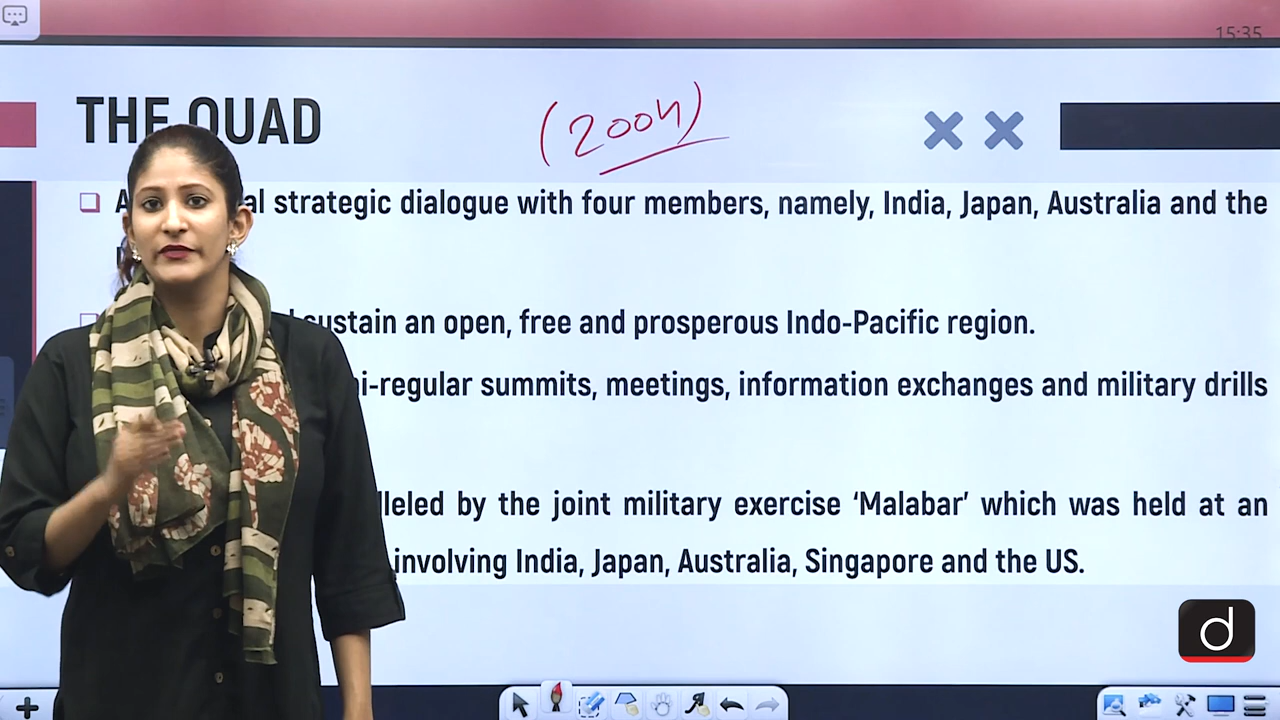 15:35
THE QUAD
(2004)
strategic dialogue with four members, namely, India, Japan, Australia and the
sustain an open, free and prosperous Indo-Pacific region.
-regular summits, meetings, information exchanges and military drills
by the joint military exercise ‘Malabar’ which was held at an
involving India, Japan, Australia, Singapore and the US.
d